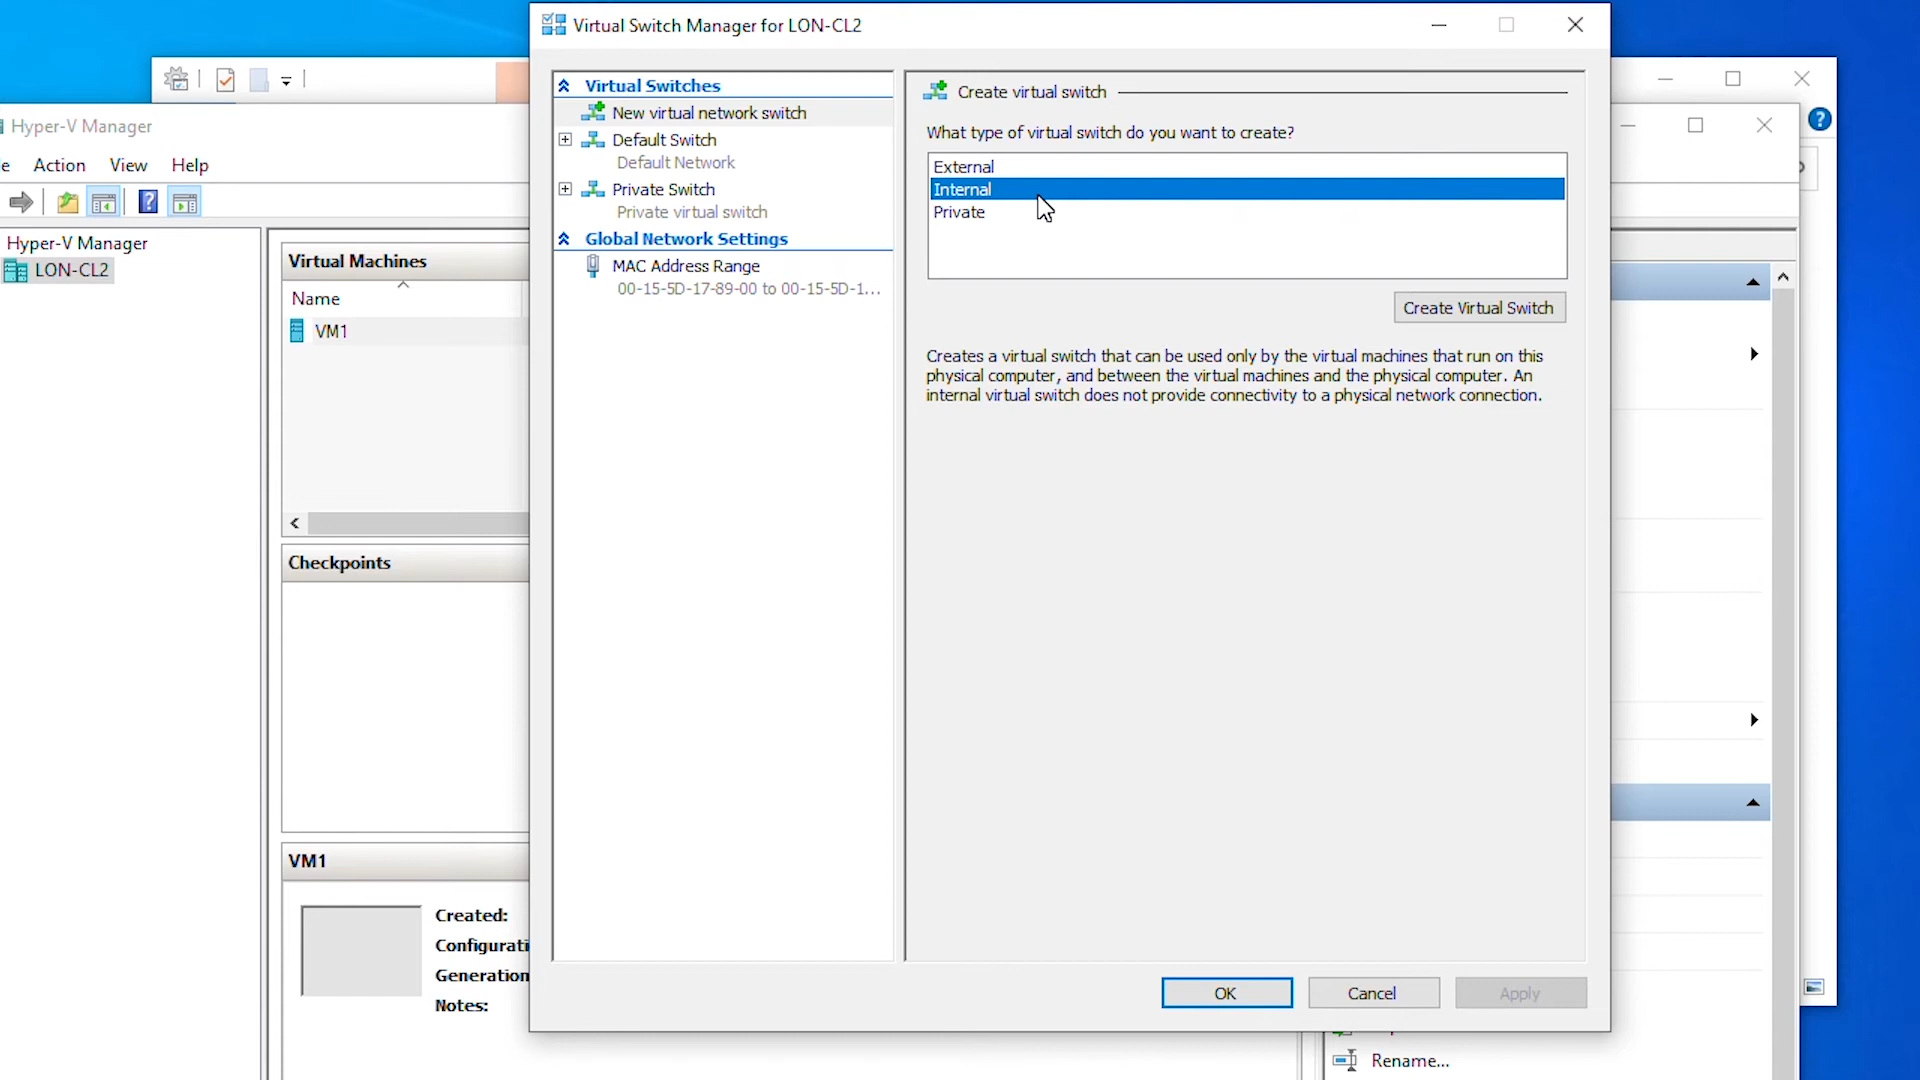 Virtual Switch Manager for LON-CL2
Hyper-V Manager
Action
View
Help
Hyper-V Manager
LON-CL2
Virtual Machines
Name
VM1
Checkpoints
VM1
Created:
Notes:
Virtual Switches
New virtual network switch
Default Switch
Default Network
Private Switch
Private virtual switch
Global Network Settings
MAC Address Range
00-15-5D-17-89-00 to 00-15-5D-1...
Create virtual switch
What type of virtual switch do you want to create?
External
Internal
Private
Create Virtual Switch
Creates a virtual switch that can be used only by the virtual machines that run on this
physical computer, and between the virtual machines and the physical computer. An
internal virtual switch does not provide connectivity to a physical network connection.
OK
Cancel
Apply
Rename...